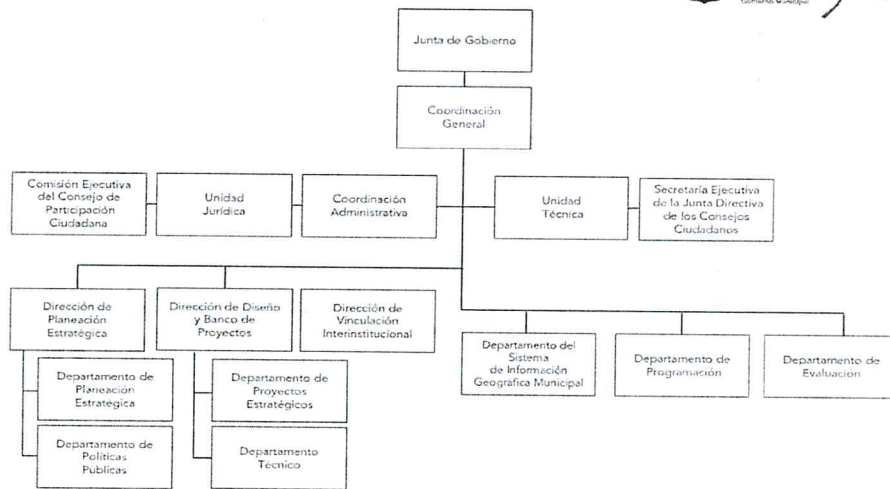 Gobierno Municipal
Junta de Gobierno
Coordinación
General
Comisión Ejecutiva
del Consejo de
Participación
Ciudadana
Unidad
Jurídica
Coordinación
Administrativa
Unidad
Técnica
Secretaría Ejecutiva
de la Junta Directiva
de los Consejos
Ciudadanos
Dirección de
Planeación
Estratégica
Dirección de Diseño
y Banco de
Proyectos
Dirección de
Vinculación
Interinstitucional
Departamento del
Sistema
de Información
Geografica Municipal
Departamento de
Programación
Departamento de
Evaluación
Departamento de
Planeación
Estratégica
Departamento de
Proyectos
Estratégicos
Departamento de
Políticas
Públicas
Departamento
Técnico